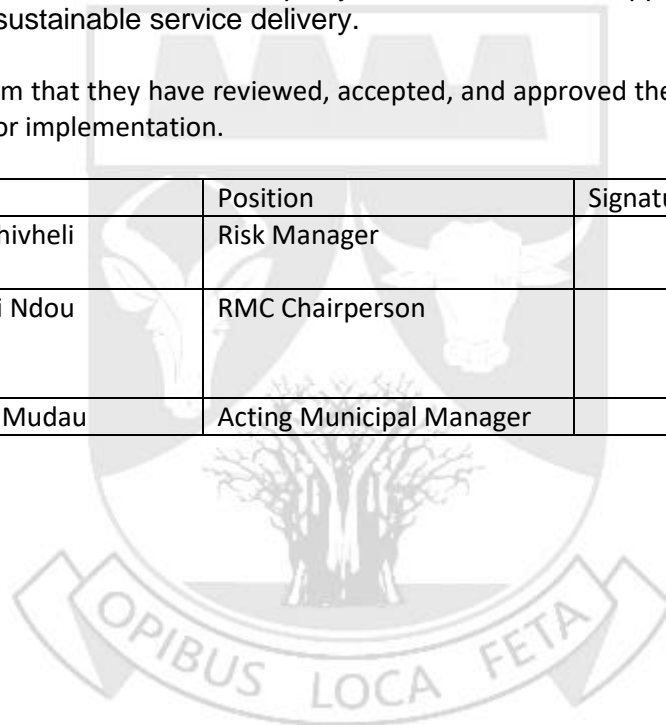 sustainable service delivery.
m that they have reviewed, accepted, and approved the
or implementation.
Position Signatu
hivheli Risk Manager
i Ndou RMC Chairperson
Mudau Acting Municipal Manager
OPIBUS LOCA FETA